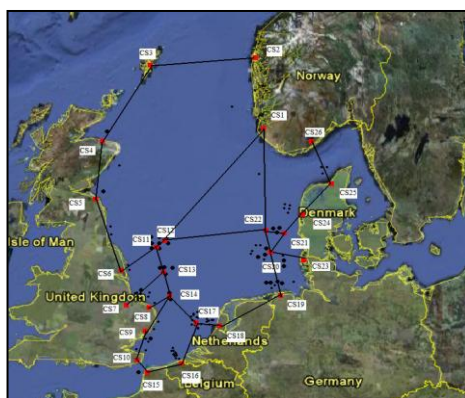 CS3
CS2
Norway
CS1
CS26
CS4
CS25
CS5
CS24
Denmark
CS22
CS12
CS11
Isle of Man
CS21
CS20
CS23
CS6
CS13
United Kingdom
CS14
CS19
CS7
CS8
CS17
CS9
CS18
Netherlands
CS10
CS16
CS15
Belgium
Germany